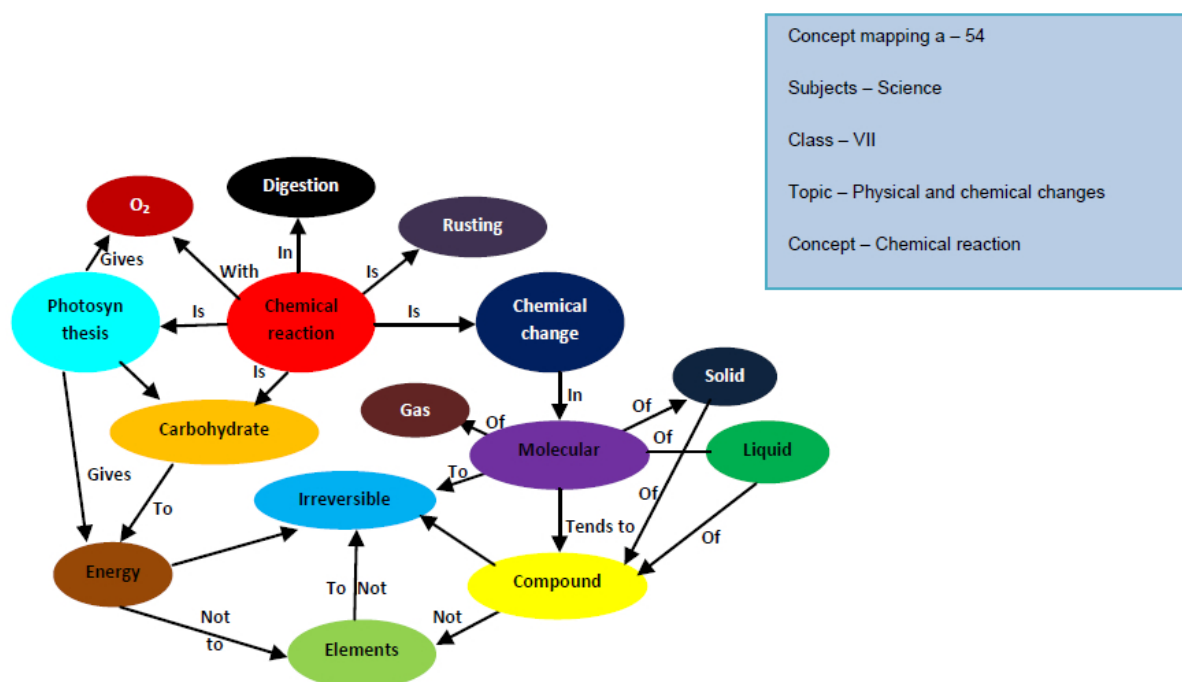 Concept mapping a – 54
Subjects – Science
Class – VII
Topic – Physical and chemical changes
Concept – Chemical reaction
Digestion
O₂
Rusting
Gives
With
In
Is
Photosyn
thesis
Is
Chemical
reaction
Is
Chemical
change
Is
Solid
In
Of
Gas
Of
Carbohydrate
Molecular
Of
Liquid
Gives
To
To
Irreversible
Of
Tends to
Of
Energy
To
Not
Compound
Not
to
Not
Elements